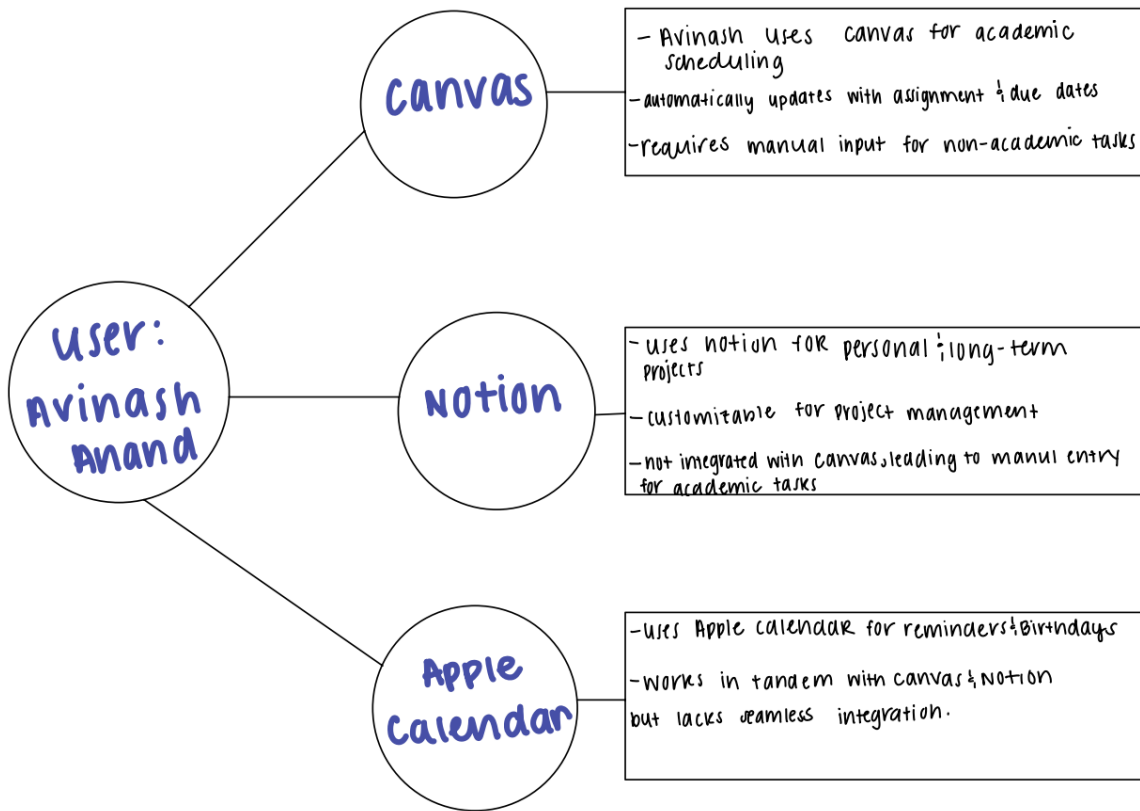 User:
Avinash
Anand
Canvas
- Avinash uses canvas for academic
scheduling
- automatically updates with assignment & due dates
- requires manual input for non-academic tasks
Notion
- uses notion for personal & long-term
projects
- customitable for project management
- not integrated with canvas, leading to manul entry
for academic tasks
Apple
Calendar
- uses Apple calendar for reminders & Birthdays
- works in tandem with canvas & Notion
but lacks seamless integration.